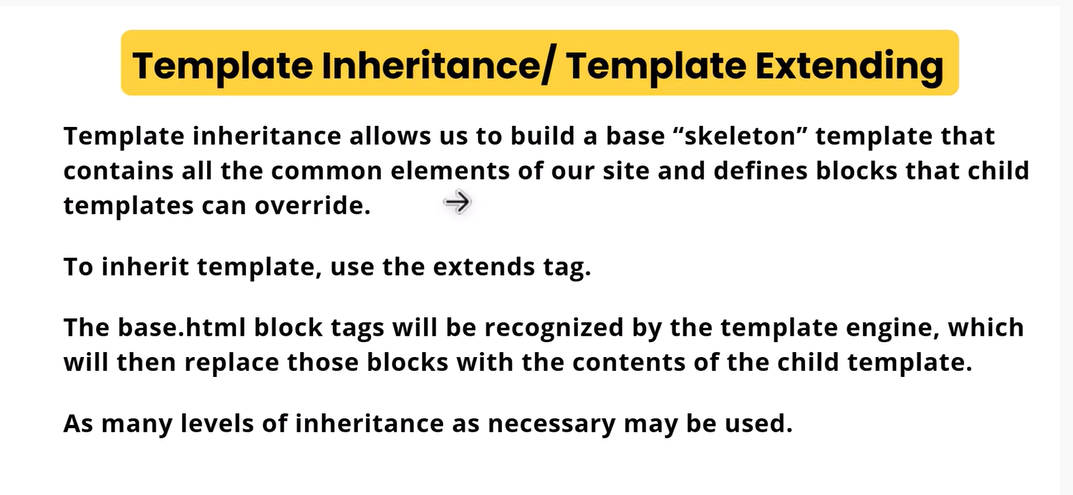 Template Inheritance/ Template Extending
Template inheritance allows us to build a base “skeleton” template that
contains all the common elements of our site and defines blocks that child
templates can override.
To inherit template, use the extends tag.
The base.html block tags will be recognized by the template engine, which
will then replace those blocks with the contents of the child template.
As many levels of inheritance as necessary may be used.